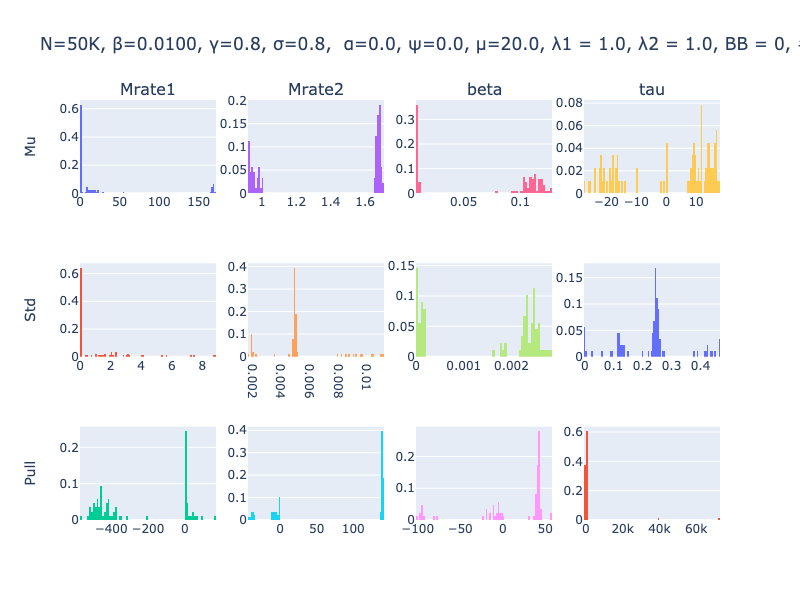 N=50K, β=0.0100, γ=0.8, σ=0.8, α=0.0, ψ=0.0, μ=20.0, λ1 = 1.0, λ2 = 1.0, BB = 0,
Mrate1 Mrate2 beta tau
Mu
0 0.2 0.4 0.6
0 50 100 150
0 0.05 0.1 0.15 0.2
1 1.2 1.4 1.6
0 0.1 0.2 0.3
0.05 0.1
0 0.02 0.04 0.06 0.08
−20 −10 0 10
Std
0 0.2 0.4 0.6
0 2 4 6 8
0 0.1 0.2 0.3 0.4
0.002 0.004 0.006 0.008 0.01
0 0.05 0.1 0.15
0 0.001 0.002
0 0.05 0.1 0.15
0 0.1 0.2 0.3 0.4
Pull
0 0.1 0.2
−400 −200 0
0 0.1 0.2 0.3 0.4
0 50 100
0 0.1 0.2
−100 −50 0 50
0 0.2 0.4 0.6
0 20k 40k 60k